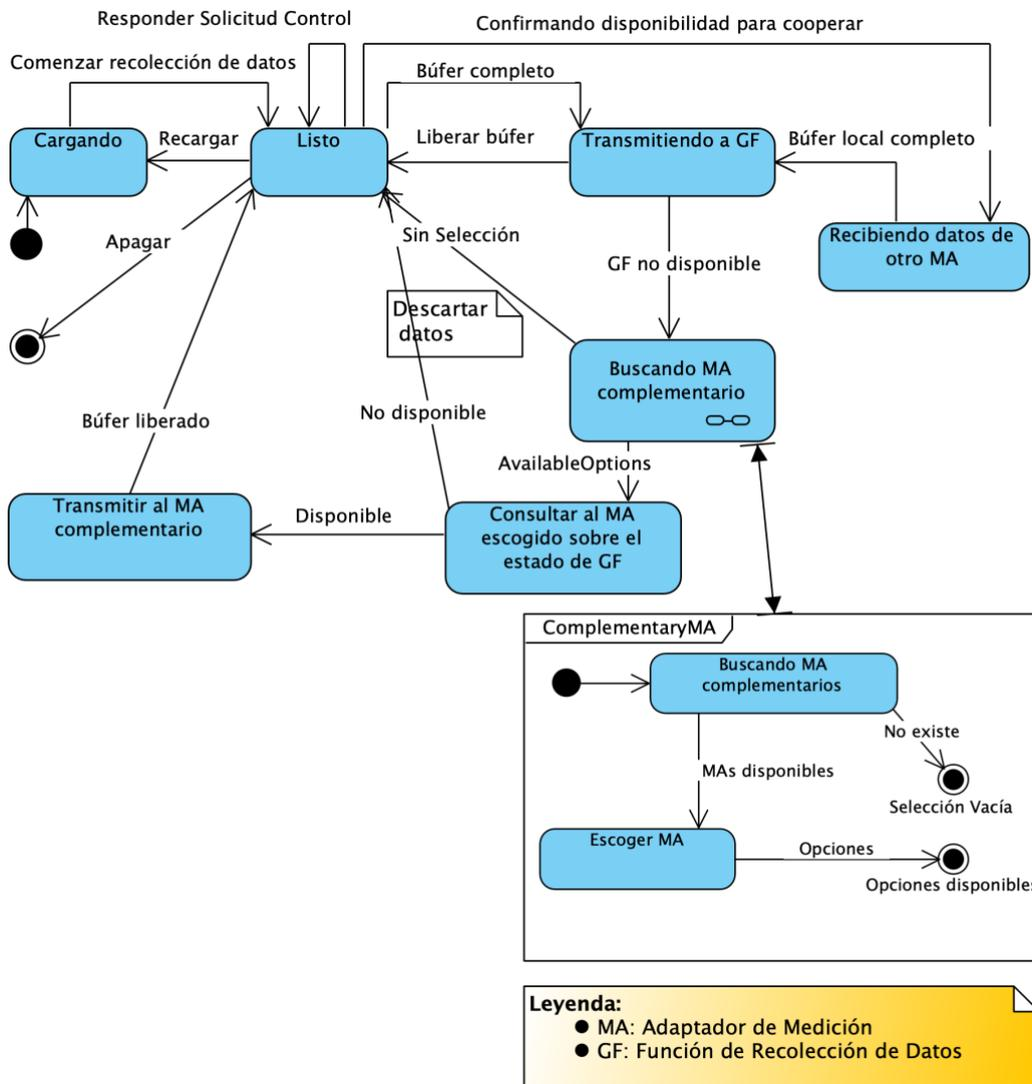 Responder Solicitud Control
Confirmando disponibilidad para cooperar
Comenzar recolección de datos
Búfer completo
Cargando
Recargar
Listo
Liberar búfer
Transmitiendo a GF
Búfer local completo
Apagar
Sin Selección
Recibiendo datos de
otro MA
GF no disponible
Descartar
datos
Buscando MA
complementario
Búfer liberado
No disponible
AvailableOptions
Transmitir al MA
complementario
Disponible
Consultar al MA
escogido sobre el
estado de GF
ComplementaryMA
Buscando MA
complementarios
No existe
MAs disponibles
Selección Vacía
Escoger MA
Opciones
Opciones disponibles
Leyenda:
● MA: Adaptador de Medición
● GF: Función de Recolección de Datos